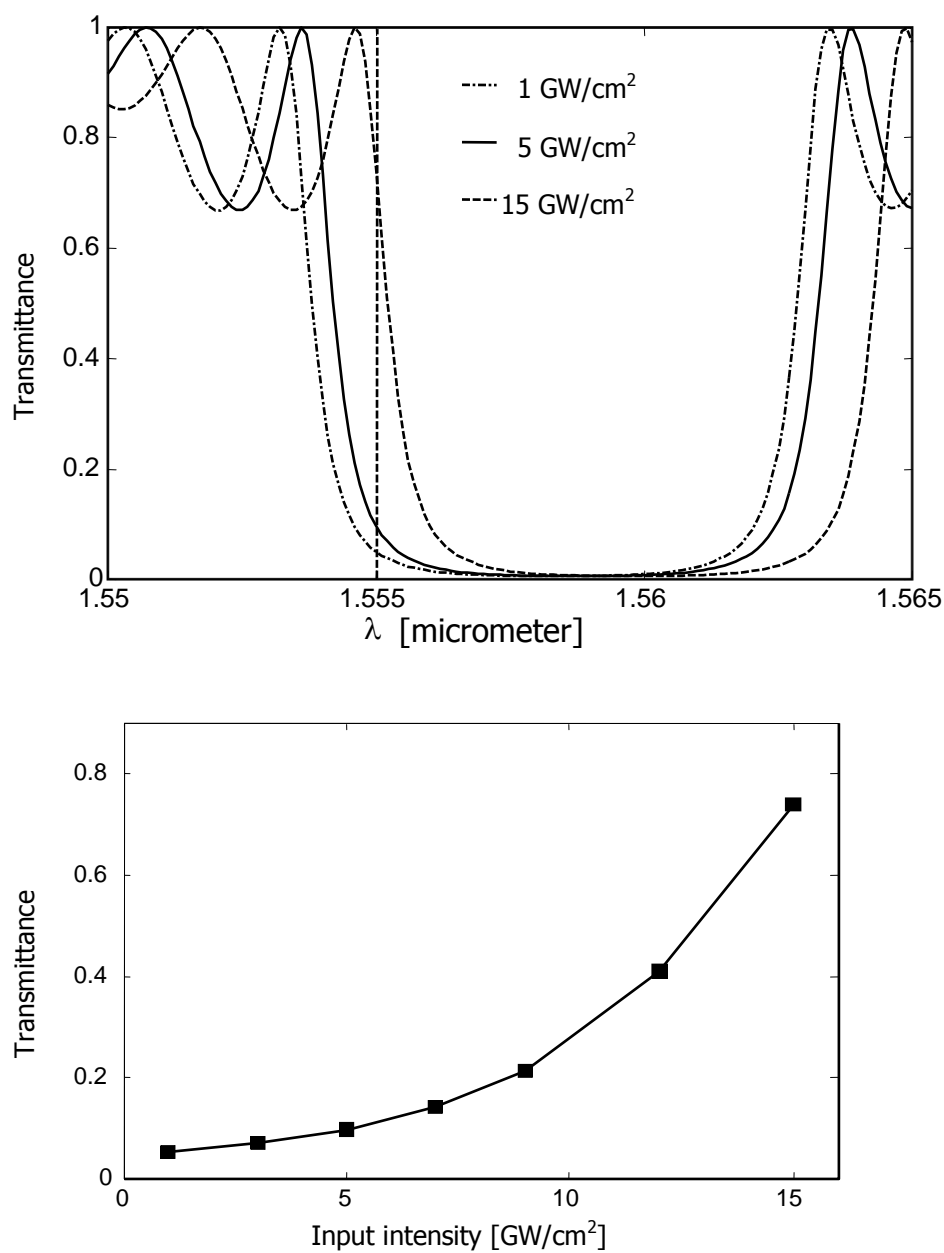 1
0.8
0.6
0.4
0.2
0
Transmittance
1 GW/cm²
5 GW/cm²
15 GW/cm²
1.55
1.555
1.56
1.565
λ [micrometer]
0.8
0.6
0.4
0.2
0
Transmittance
0
5
10
15
Input intensity [GW/cm²]